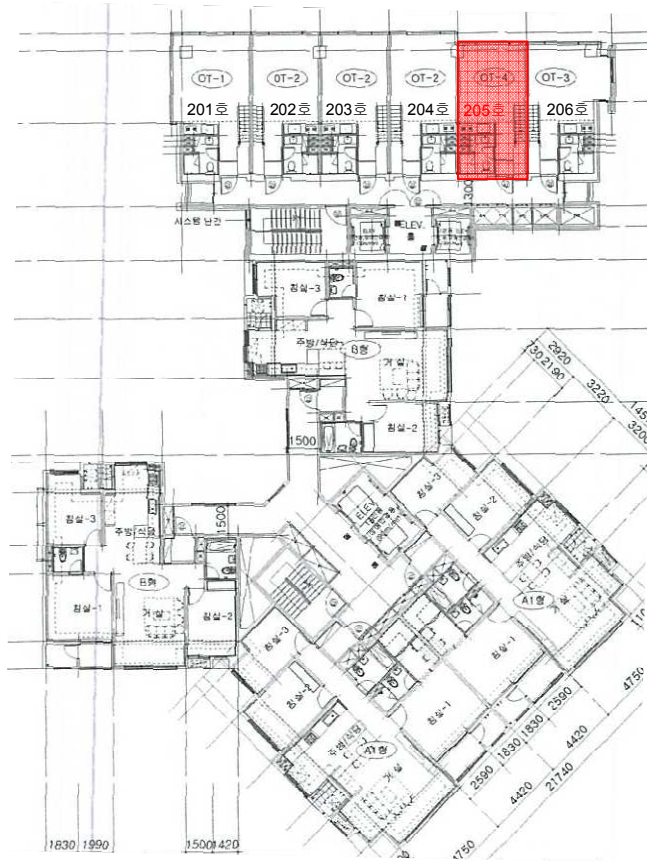 OT-1
OT-2
OT-2
OT-2
OT-4
OT-3
201호
202호
203호
204호
205호
206호
시스템 난간
ELEV.
홀
1300
침실-3
침실-1
주방/식당
B형
거실
침실-2
1500
2920
730
2190
3220
3200
침실-3
주방/식당
1500
B형
침실-1
거실
침실-2
ELEV
침실-3
침실-2
주방/식당
A1형
거실
침실-3
침실-2
침실-1
침실-1
주방/식당
A1형
거실
2590
1830
1830
2590
4420
4420
21740
4750
1830
1990
1500
1420